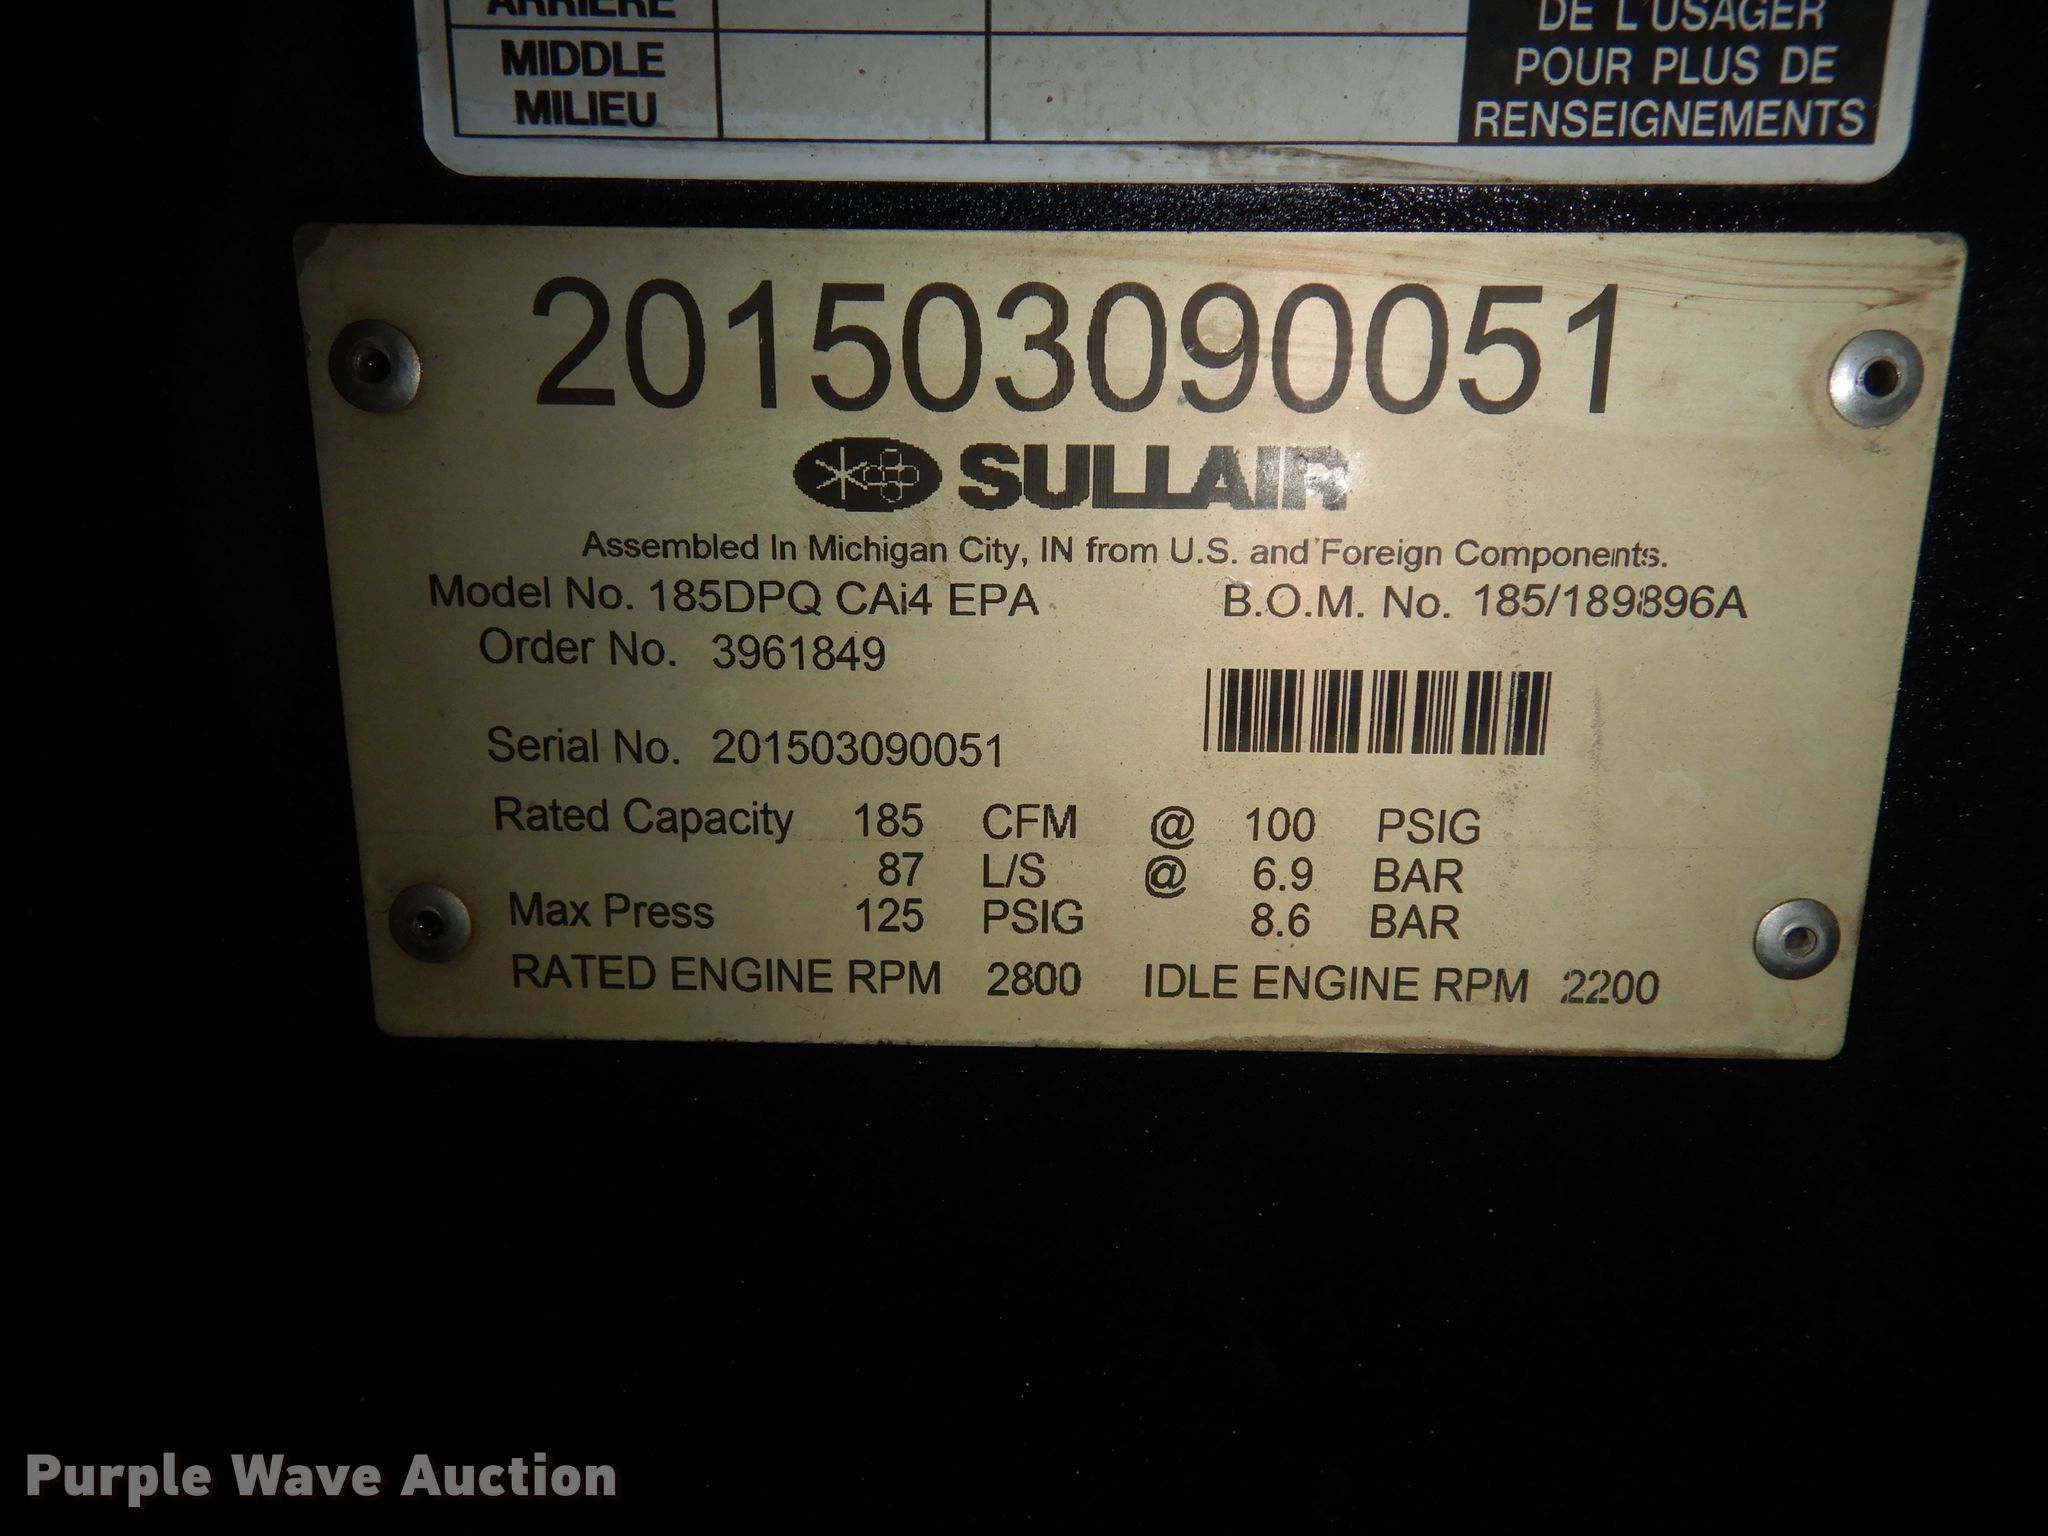 ARRIÈRE
MIDDLE
MILIEU
DE L'USAGER
POUR PLUS DE
RENSEIGNEMENTS
201503090051
SULLAIR
Assembled In Michigan City, IN from U.S. and Foreign Components.
Model No. 185DPQ CAi4 EPA B.O.M. No. 185/189896A
Order No. 3961849
Serial No. 201503090051
Rated Capacity 185 CFM @ 100 PSIG
87 L/S @ 6.9 BAR
Max Press 125 PSIG 8.6 BAR
RATED ENGINE RPM 2800 IDLE ENGINE RPM 2200
Purple Wave Auction